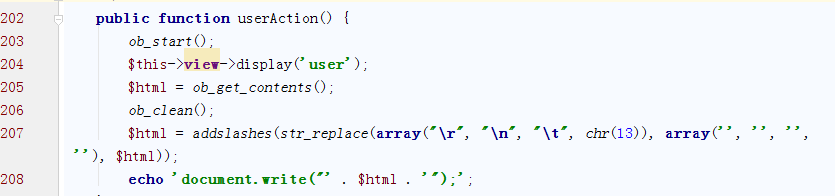 202 public function userAction() {
203 ob_start();
204 $this->view->display('user');
205 $html = ob_get_contents();
206 ob_clean();
207 $html = addslashes(str_replace(array("\r", "\n", "\t", chr(13)), array('', '', '',
''), $html));
208 echo 'document.write("' . $html . '");';